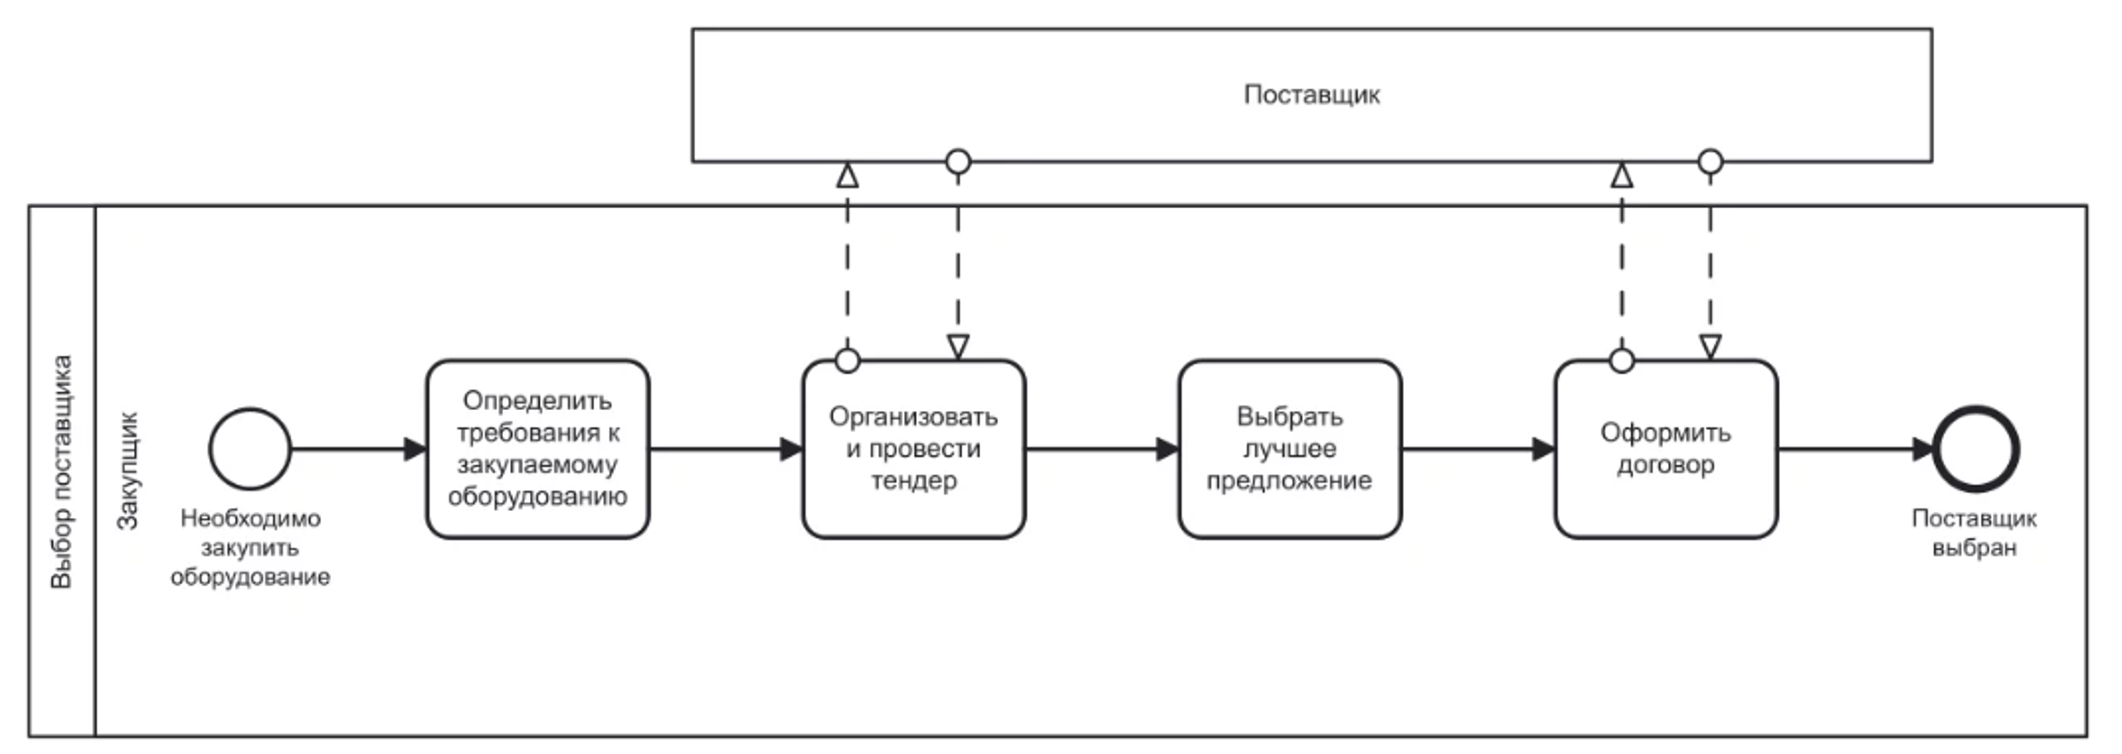 Поставщик
Выбор поставщика
Закупщик
Необходимо
закупить
оборудование
Определить
требования к
закупаемому
оборудованию
Организовать
и провести
тендер
Выбрать
лучшее
предложение
Оформить
договор
Поставщик
выбран